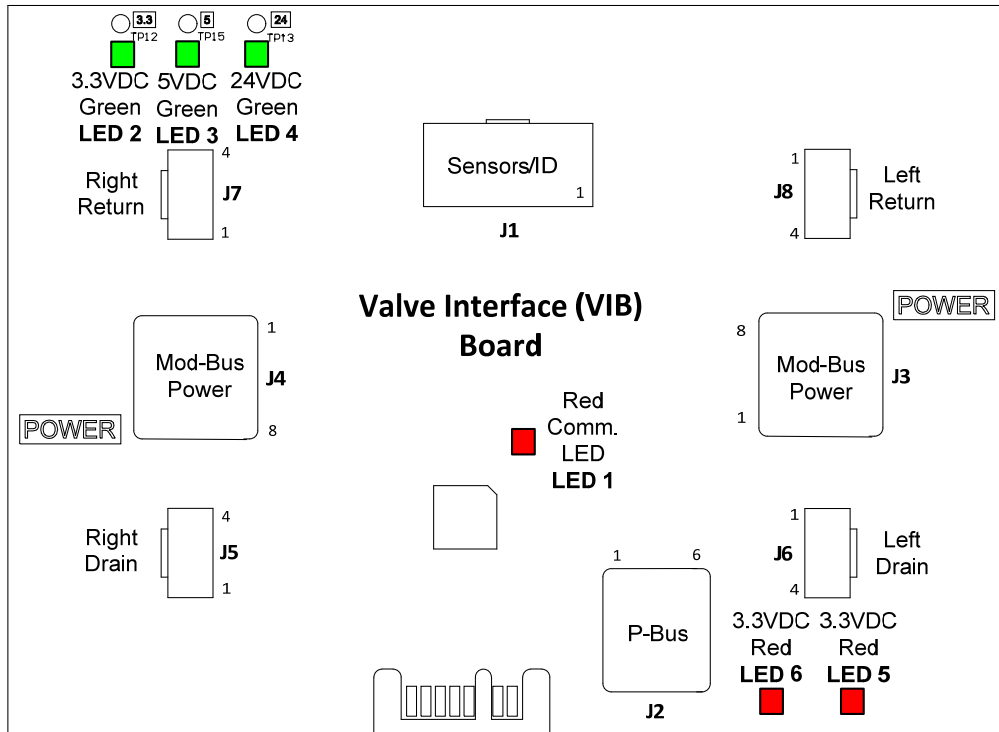 3.3 5 24
TP12 TP15 TP13
3.3VDC 5VDC 24VDC
Green Green Green
LED 2 LED 3 LED 4
Right
Return
4
J7
1
Sensors/ID
1
J1
1
J8
4
Left
Return
Valve Interface (VIB)
Board
POWER
Mod-Bus
Power
1
J4
8
POWER
8
Mod-Bus
Power
J3
1
Red
Comm.
LED
LED 1
Right
Drain
4
J5
1
1
J6
4
Left
Drain
1 6
P-Bus
J2
3.3VDC 3.3VDC
Red Red
LED 6 LED 5